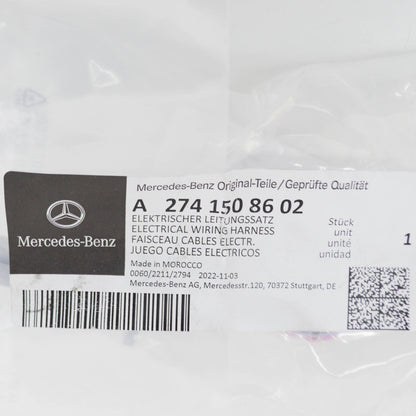 Mercedes-Benz Original-Teile/Geprüfte Qualität
Mercedes-Benz
A 274 150 86 02
ELEKTRISCHER LEITUNGSSATZ Stück
ELECTRICAL WIRING HARNESS unit
FAISCEAU CABLES ELECTR. unité 1
JUEGO CABLES ELECTRICOS unidad
Made in MOROCCO
0060/2211/2794 2022-11-03
Mercedes-Benz AG, Mercedesstr.120, 70372 Stuttgart, DE